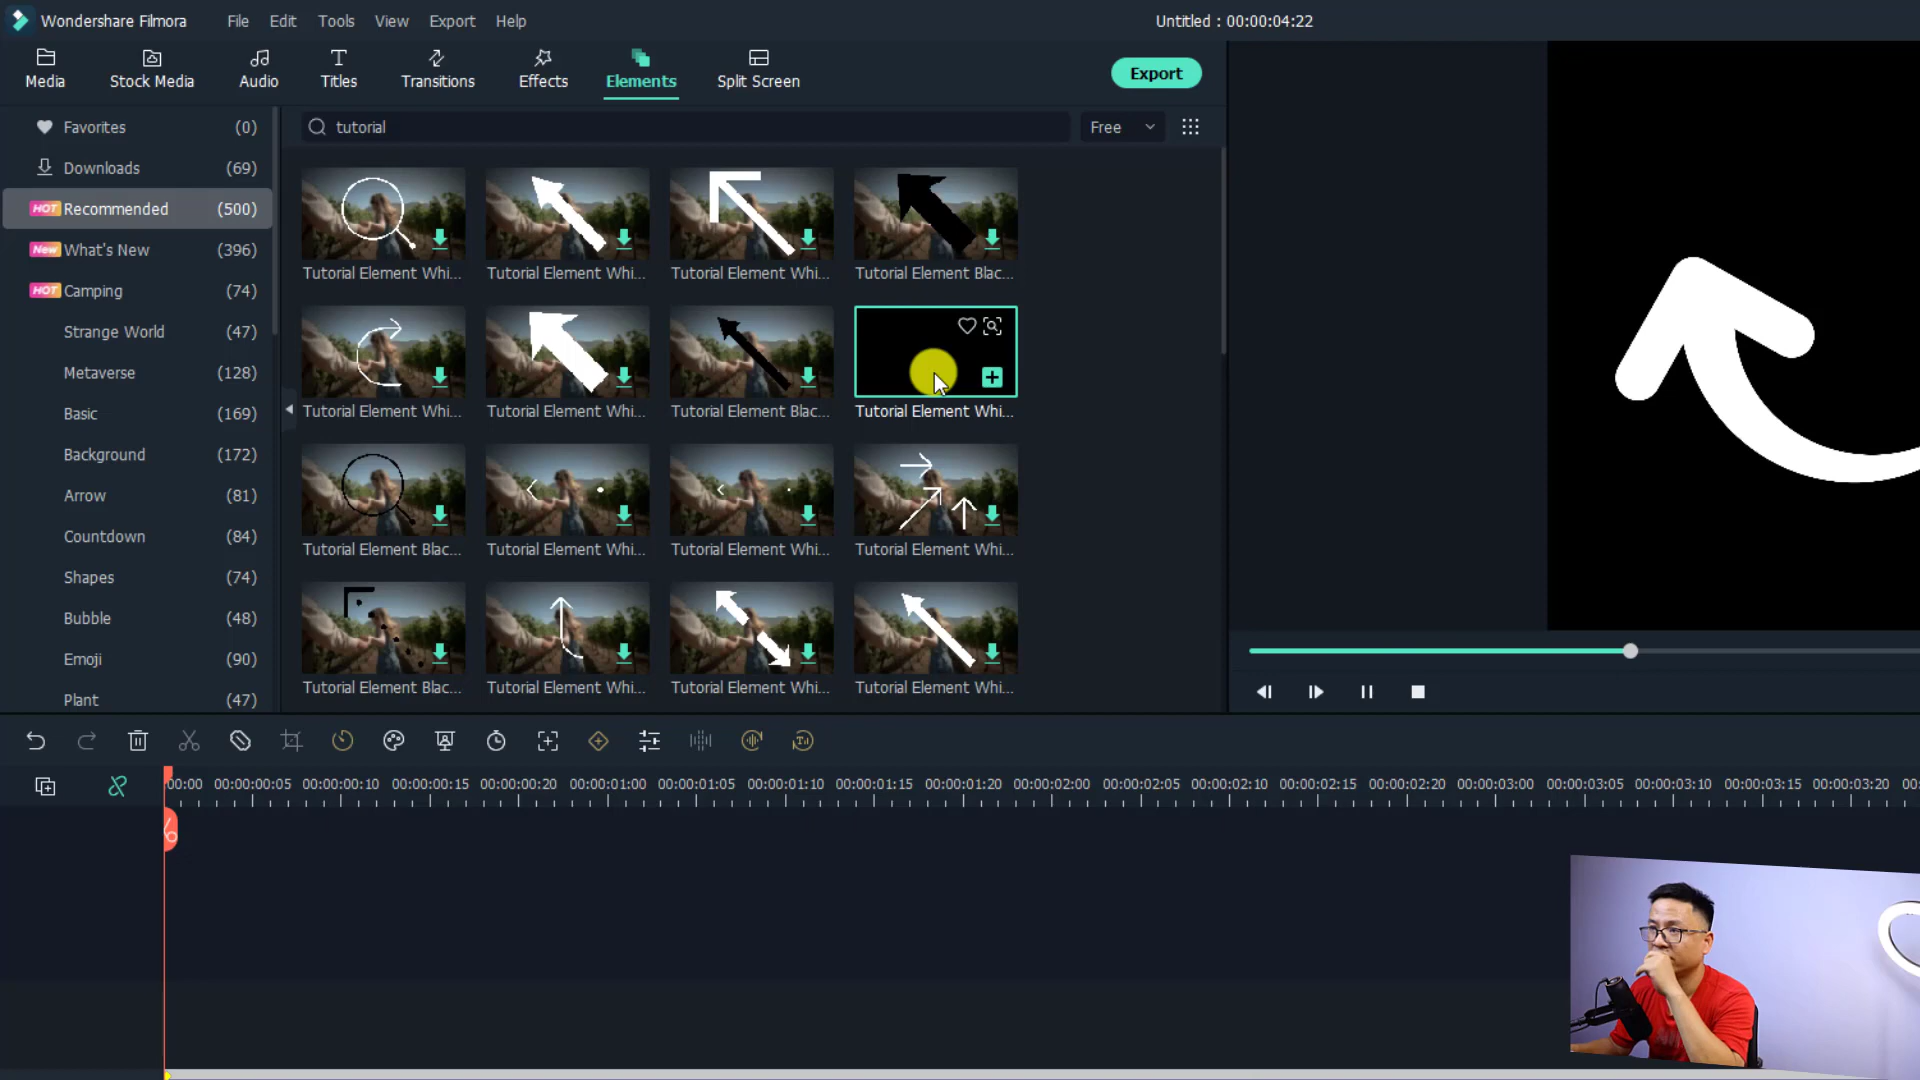 Wondershare Filmora File Edit Tools View Export Help Untitled : 00:00:04:22
Media Stock Media Audio Titles Transitions Effects Elements Split Screen Export
Favorites (0) tutorial Free
Downloads (69)
HOT Recommended (500)
New What's New (396)
HOT Camping (74)
Strange World (47)
Metaverse (128)
Basic (169)
Background (172)
Arrow (81)
Countdown (84)
Shapes (74)
Bubble (48)
Emoji (90)
Plant (47)
Tutorial Element Whi... Tutorial Element Whi... Tutorial Element Whi... Tutorial Element Blac...
Tutorial Element Whi... Tutorial Element Whi... Tutorial Element Blac... Tutorial Element Whi...
Tutorial Element Blac... Tutorial Element Whi... Tutorial Element Whi... Tutorial Element Whi...
Tutorial Element Blac... Tutorial Element Whi... Tutorial Element Whi... Tutorial Element Whi...
:00:00 00:00:00:05 00:00:00:10 00:00:00:15 00:00:00:20 00:00:01:00 00:00:01:05 00:00:01:10 00:00:01:15 00:00:01:20 00:00:02:00 00:00:02:05 00:00:02:10 00:00:02:15 00:00:02:20 00:00:03:00 00:00:03:05 00:00:03:10 00:00:03:15 00:00:03:20 00: